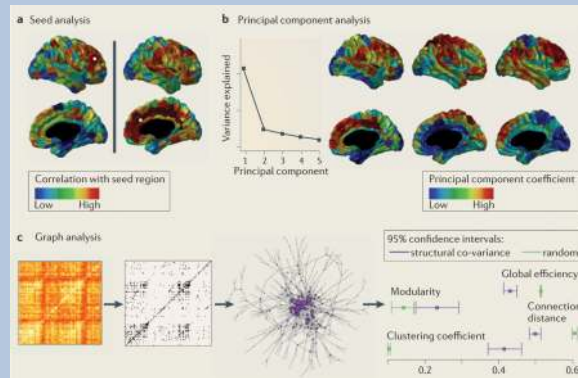 a Seed analysis
Correlation with seed region
Low High
b Principal component analysis
Variance explained
1 2 3 4 5
Principal component
Principal component coefficient
Low High
c Graph analysis
95% confidence intervals:
structural co-variance random
Global efficiency
Modularity
Connection
distance
Clustering coefficient
0.2 0.4 0.6